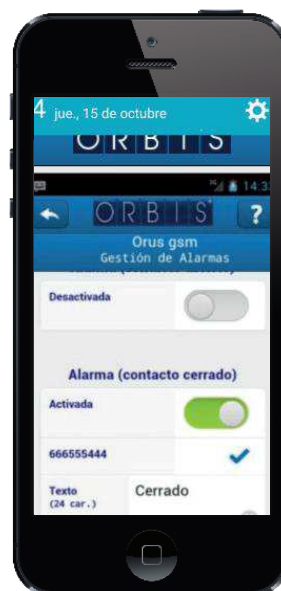 4 jue., 15 de octubre
ORBIS
14:3
ORBIS ?
Orus gsm
Gestión de Alarmas
Desactivada
Alarma (contacto cerrado)
Activada
666555444
Texto Cerrado
(24 car.)